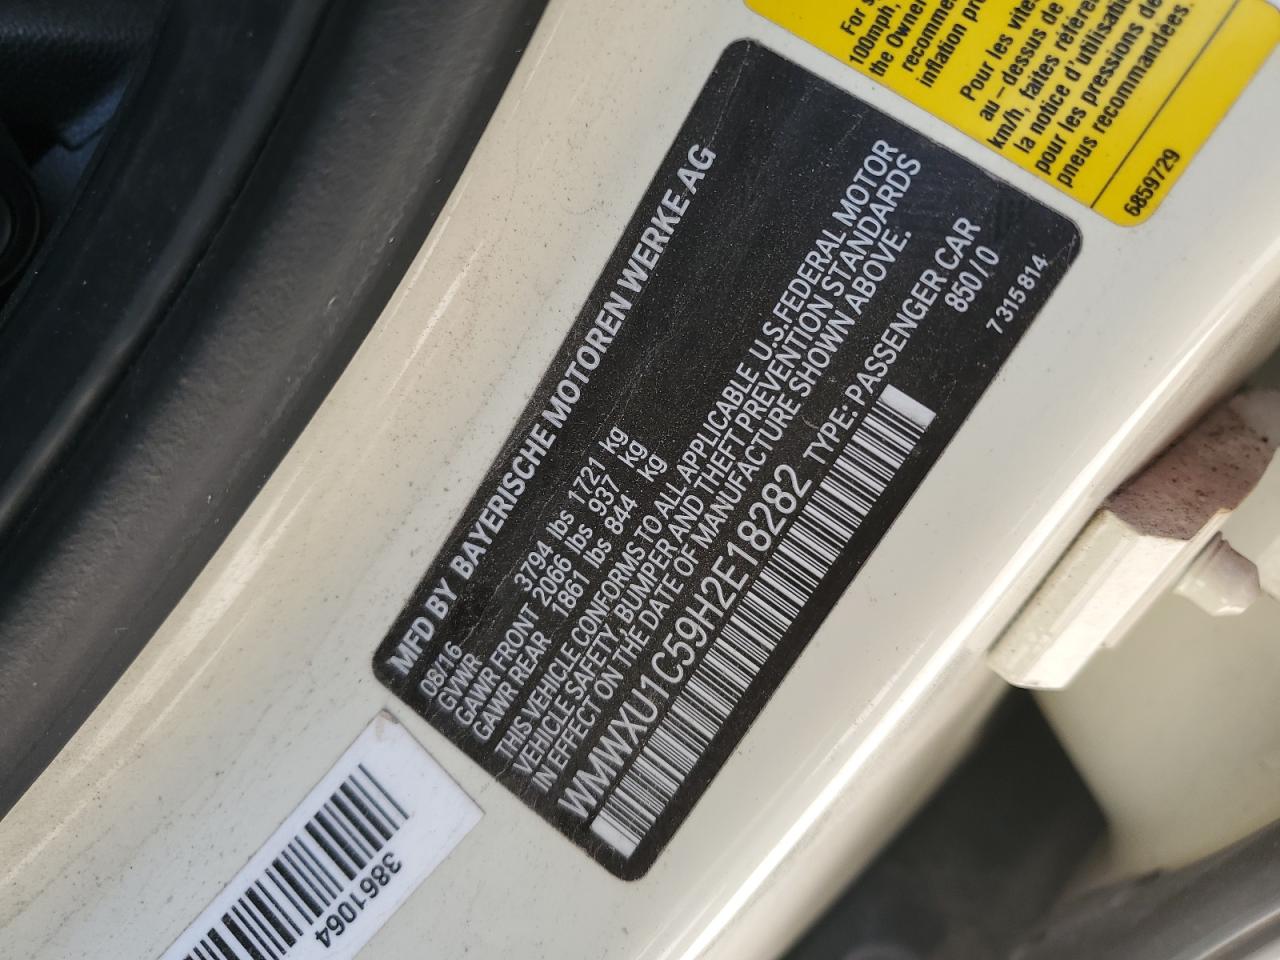 MFD BY BAYERISCHE MOTOREN WERKE AG
08/16
GVWR 3794 lbs 1721 kg
GAWR FRONT 2066 lbs 937 kg
GAWR REAR 1861 lbs 844 kg
THIS VEHICLE CONFORMS TO ALL APPLICABLE U.S.FEDERAL MOTOR
VEHICLE SAFETY, BUMPER AND THEFT PREVENTION STANDARDS
IN EFFECT ON THE DATE OF MANUFACTURE SHOWN ABOVE.
WMWXU1C59H2E18282 TYPE: PASSENGER CAR
850/0
7 315 814
For
100mph,
the Owner
recomme
inflation pre
Pour les vite
au - dessus de
km/h, faites référe
la notice d'utilisatio
pour les pressions de
pneus recommandées.
6859729
3861064